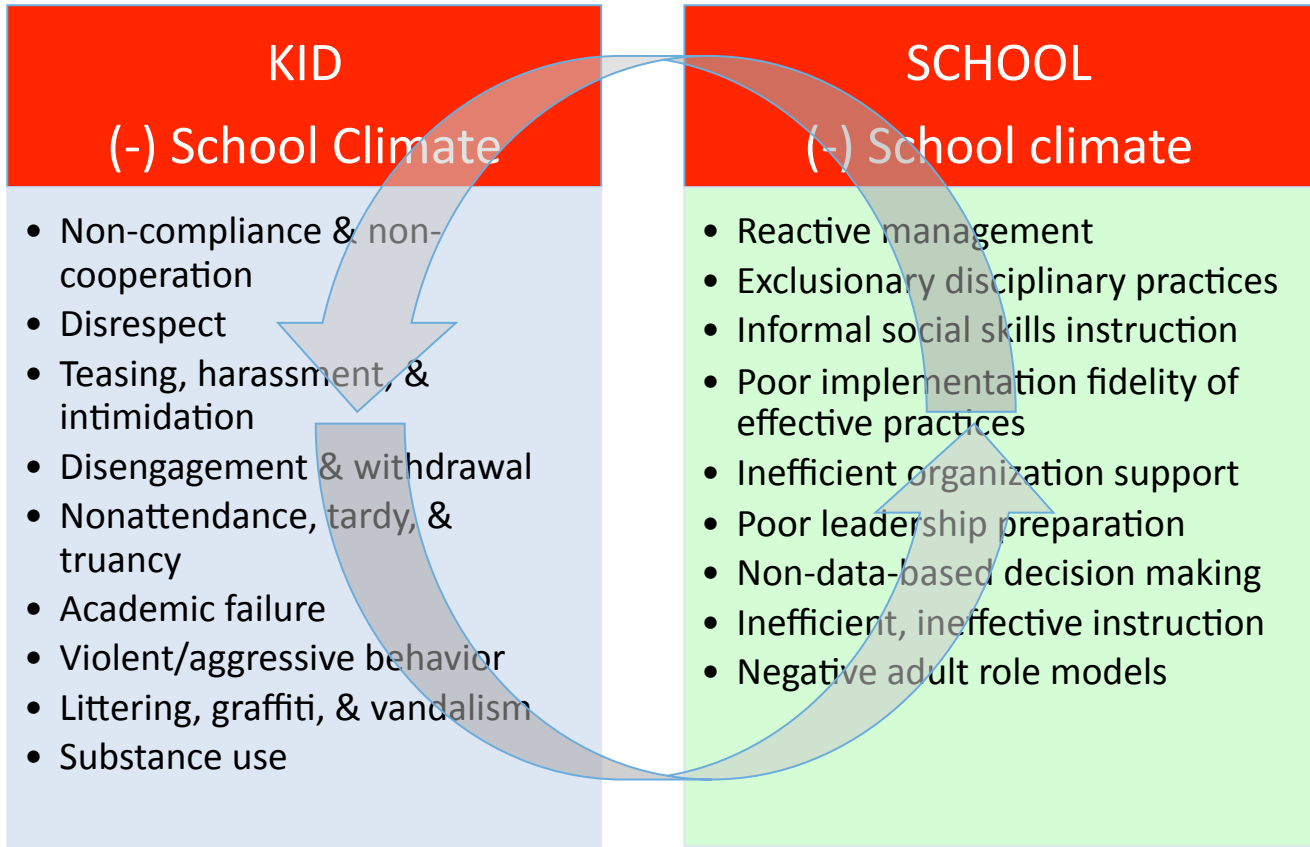 KID
(-) School Climate
• Non-compliance & non-
cooperation
• Disrespect
• Teasing, harassment, &
intimidation
• Disengagement & withdrawal
• Nonattendance, tardy, &
truancy
• Academic failure
• Violent/aggressive behavior
• Littering, graffiti, & vandalism
• Substance use
SCHOOL
(-) School climate
• Reactive management
• Exclusionary disciplinary practices
• Informal social skills instruction
• Poor implementation fidelity of
effective practices
• Inefficient organization support
• Poor leadership preparation
• Non-data-based decision making
• Inefficient, ineffective instruction
• Negative adult role models